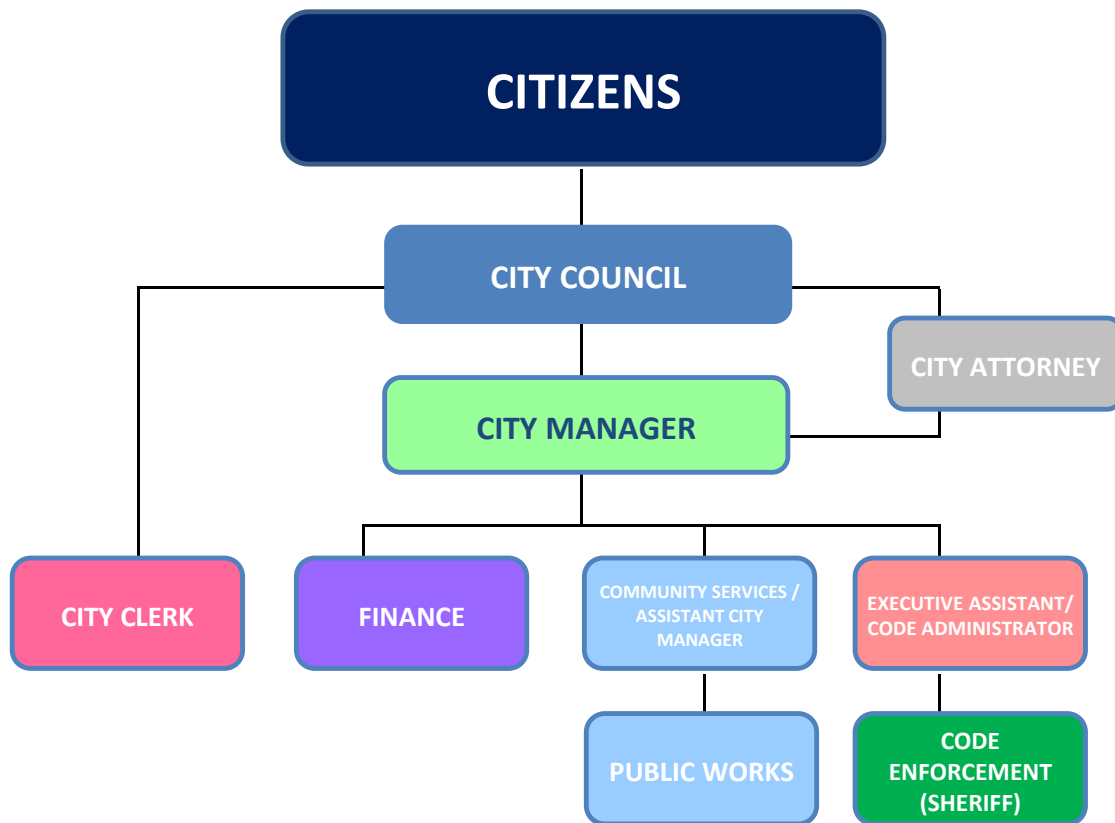 CITIZENS
CITY COUNCIL
CITY ATTORNEY
CITY MANAGER
CITY CLERK
FINANCE
COMMUNITY SERVICES /
ASSISTANT CITY
MANAGER
EXECUTIVE ASSISTANT/
CODE ADMINISTRATOR
PUBLIC WORKS
CODE
ENFORCEMENT
(SHERIFF)